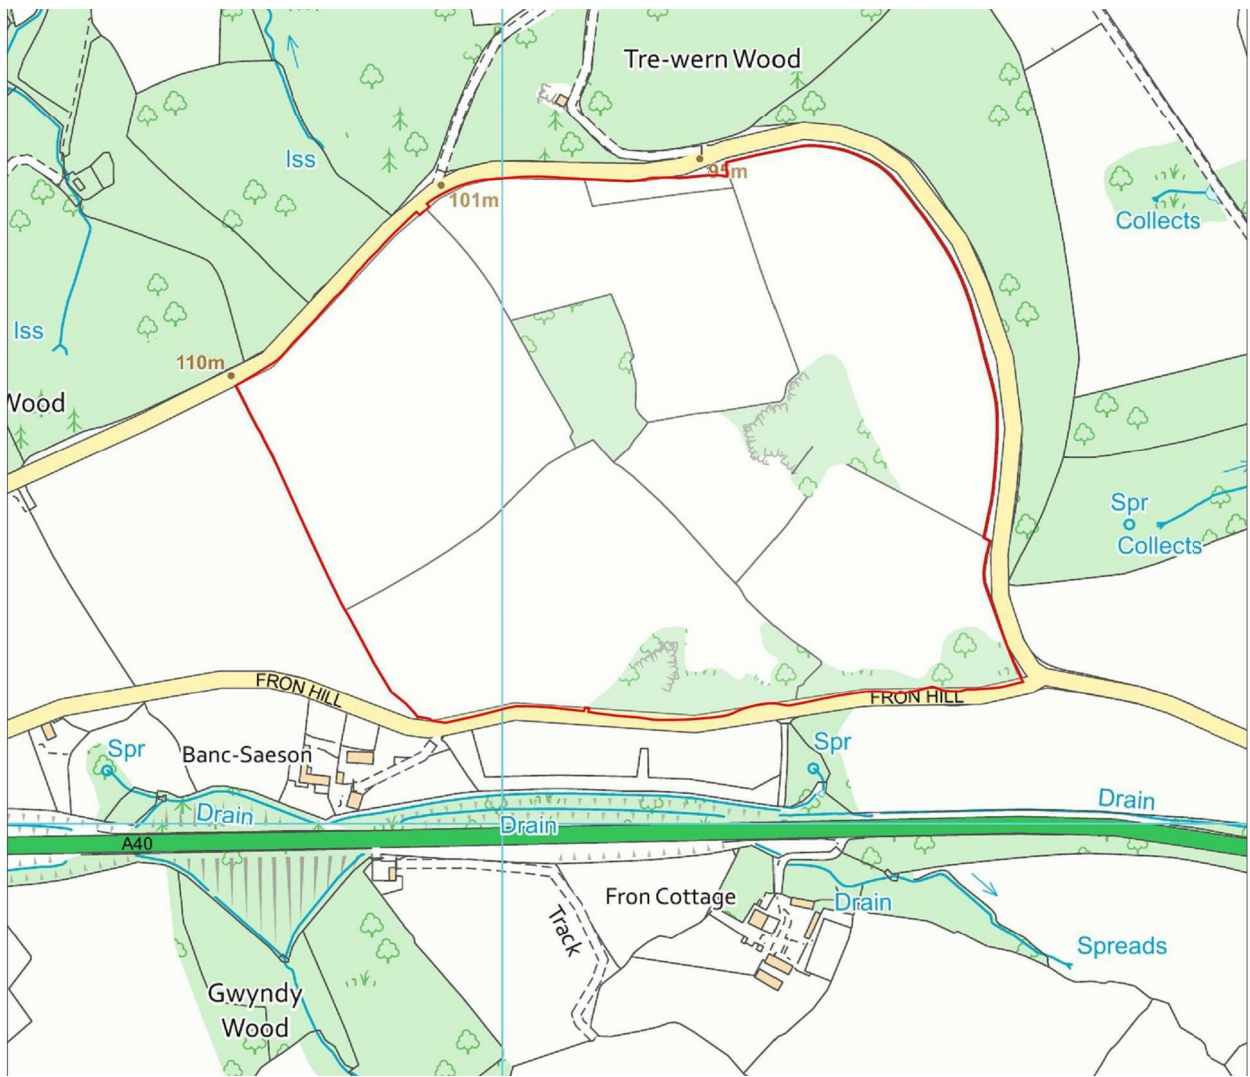 Tre-wern Wood
Iss
95m
101m
Collects
Iss
110m
Wood
Spr
Collects
FRON HILL
FRON HILL
Spr
Banc-Saeson
Spr
Drain
Drain
Drain
A40
Fron Cottage
Drain
Track
Spreads
Gwyndy
Wood